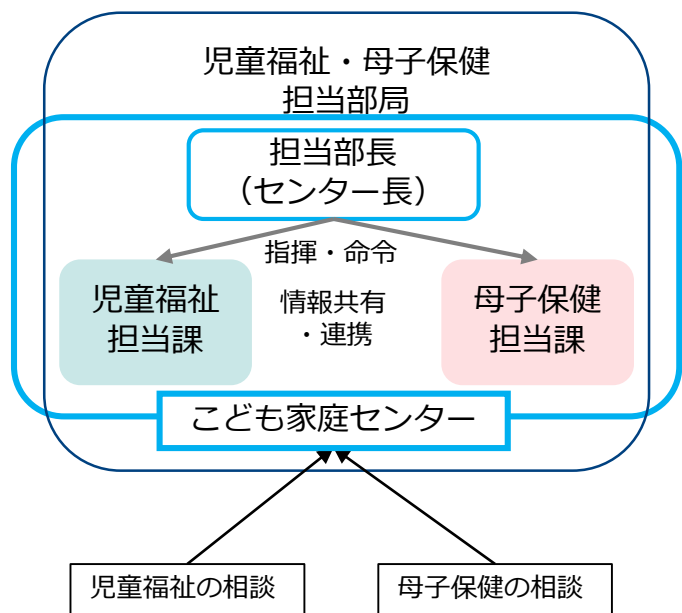 児童福祉・母子保健
担当部局
担当部長
（センター長）
指揮・命令
児童福祉
担当課
情報共有
・連携
母子保健
担当課
こども家庭センター
児童福祉の相談
母子保健の相談